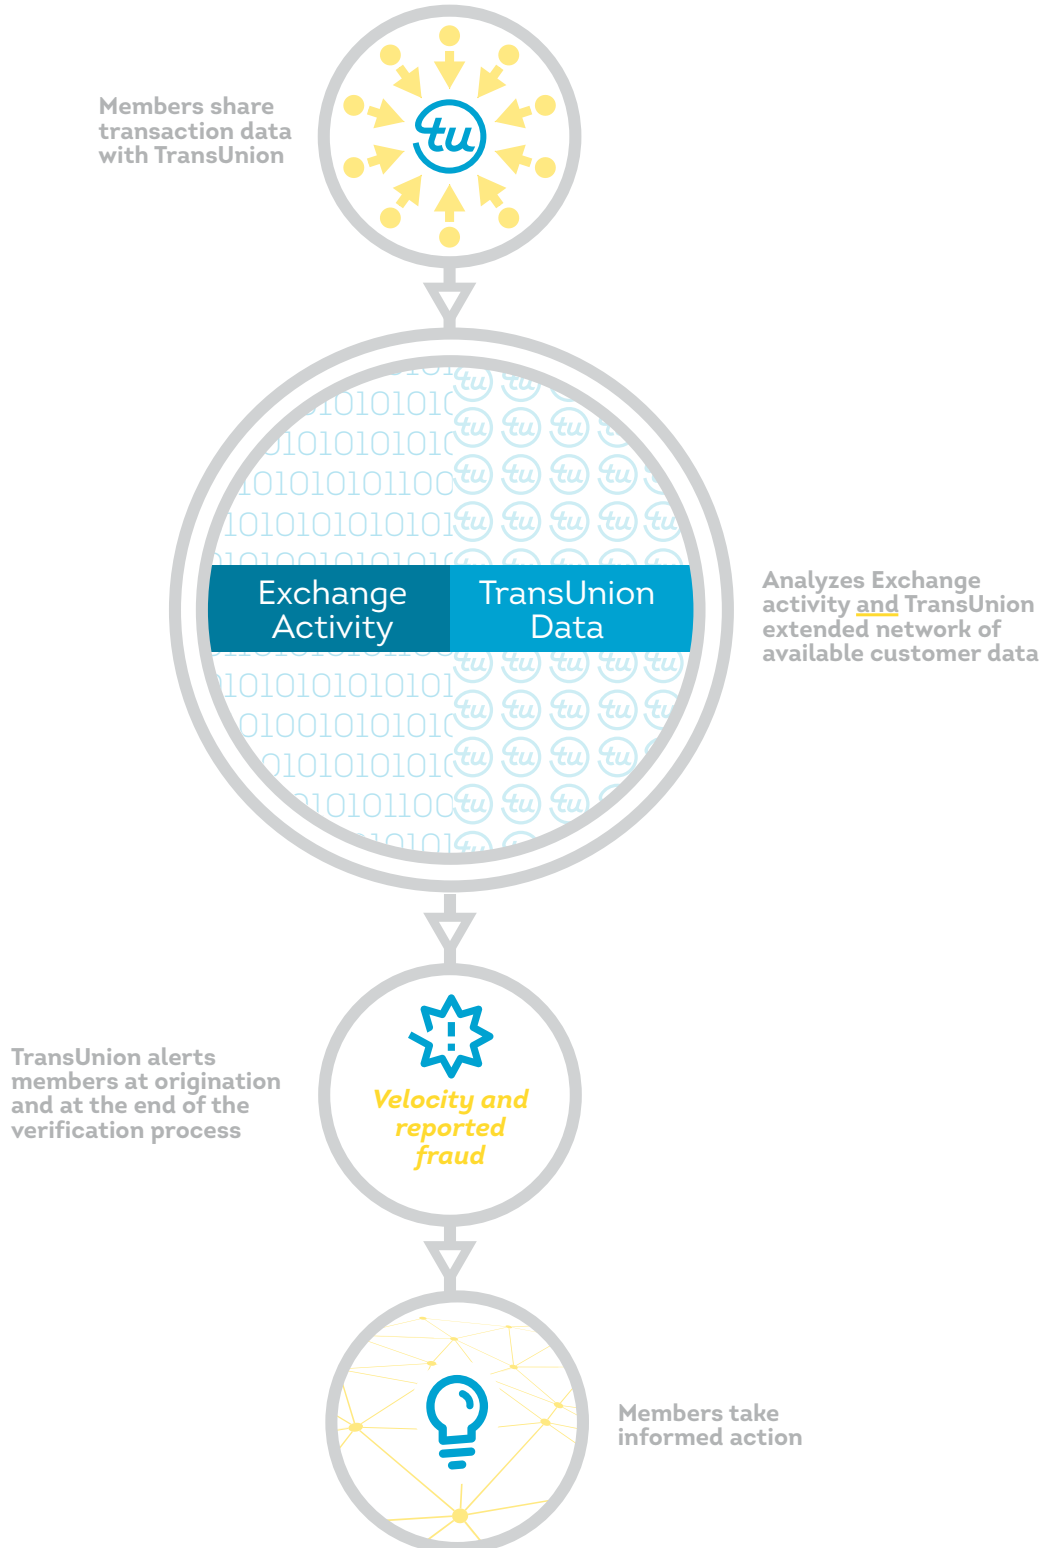 Members share
transaction data
with TransUnion
tu
Exchange
Activity
TransUnion
Data
Analyzes Exchange
activity and TransUnion
extended network of
available customer data
TransUnion alerts
members at origination
and at the end of the
verification process
Velocity and
reported
fraud
Members take
informed action